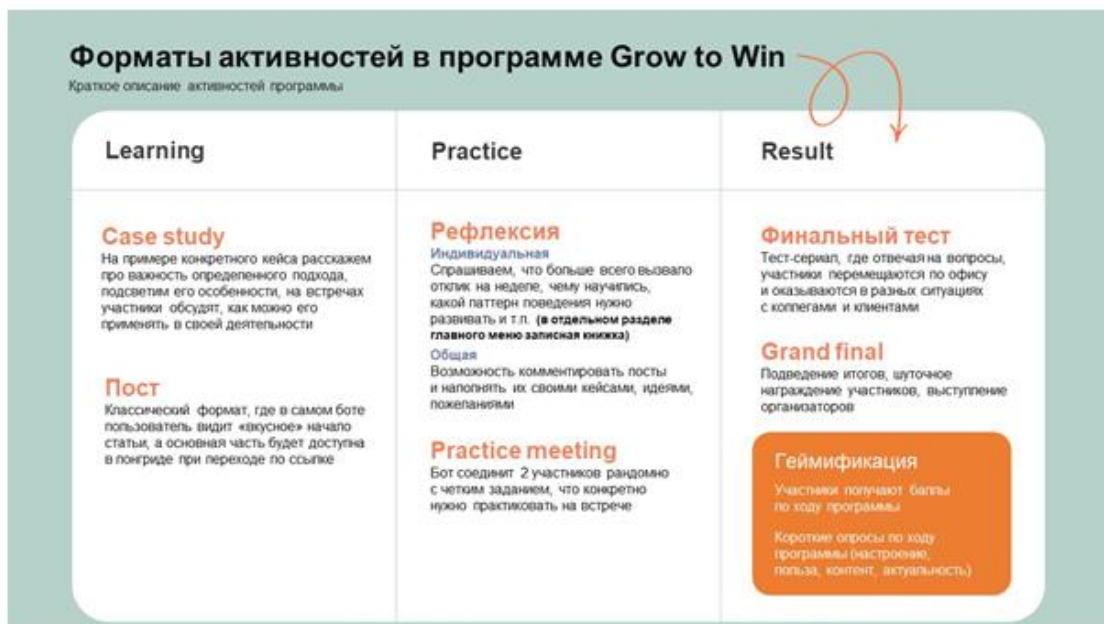 Форматы активностей в программе Grow to Win
Краткое описание активностей программы
Learning
Case study
На примере конкретного кейса расскажем
про важность определенного подхода,
подсветим его особенности, на встречах
участники обсудят, как можно его
применять в своей деятельности
Пост
Классический формат, где в самом боте
пользователь видит «вкусное» начало
статьи, а основная часть будет доступна
в лонгриде при переходе по ссылке
Practice
Рефлексия
Индивидуальная
Спрашиваем, что больше всего вызвало
отклик на неделе, чему научились,
какой паттерн поведения нужно
развивать и т.п. (в отдельном разделе
главного меню записная книжка)
Общая
Возможность комментировать посты
и наполнять их своими кейсами, идеями,
пожеланиями
Practice meeting
Бот соединит 2 участников рандомно
с четким заданием, что конкретно
нужно практиковать на встрече
Result
Финальный тест
Тест-сериал, где отвечая на вопросы,
участники перемещаются по офису
и оказываются в разных ситуациях
с коллегами и клиентами
Grand final
Подведение итогов, шуточное
награждение участников, выступление
организаторов
Геймификация
Участники получают баллы
по ходу программы
Короткие опросы по ходу
программы (настроение,
польза, контент, актуальность)